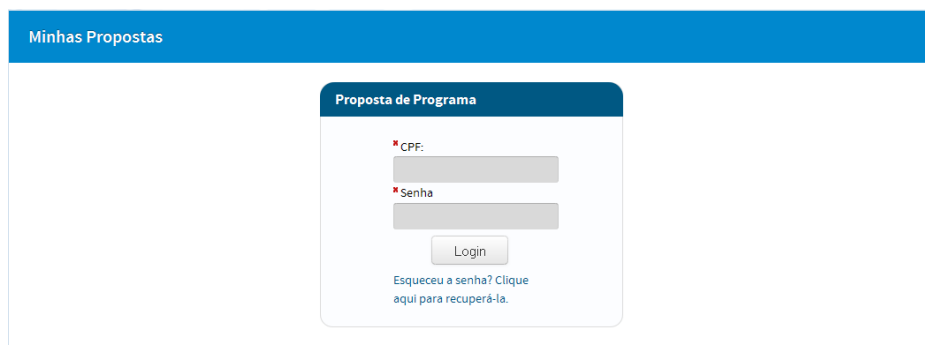 Minhas Propostas
Proposta de Programa
✖ CPF:
✖ Senha
Login
Esqueceu a senha? Clique
aqui para recuperá-la.